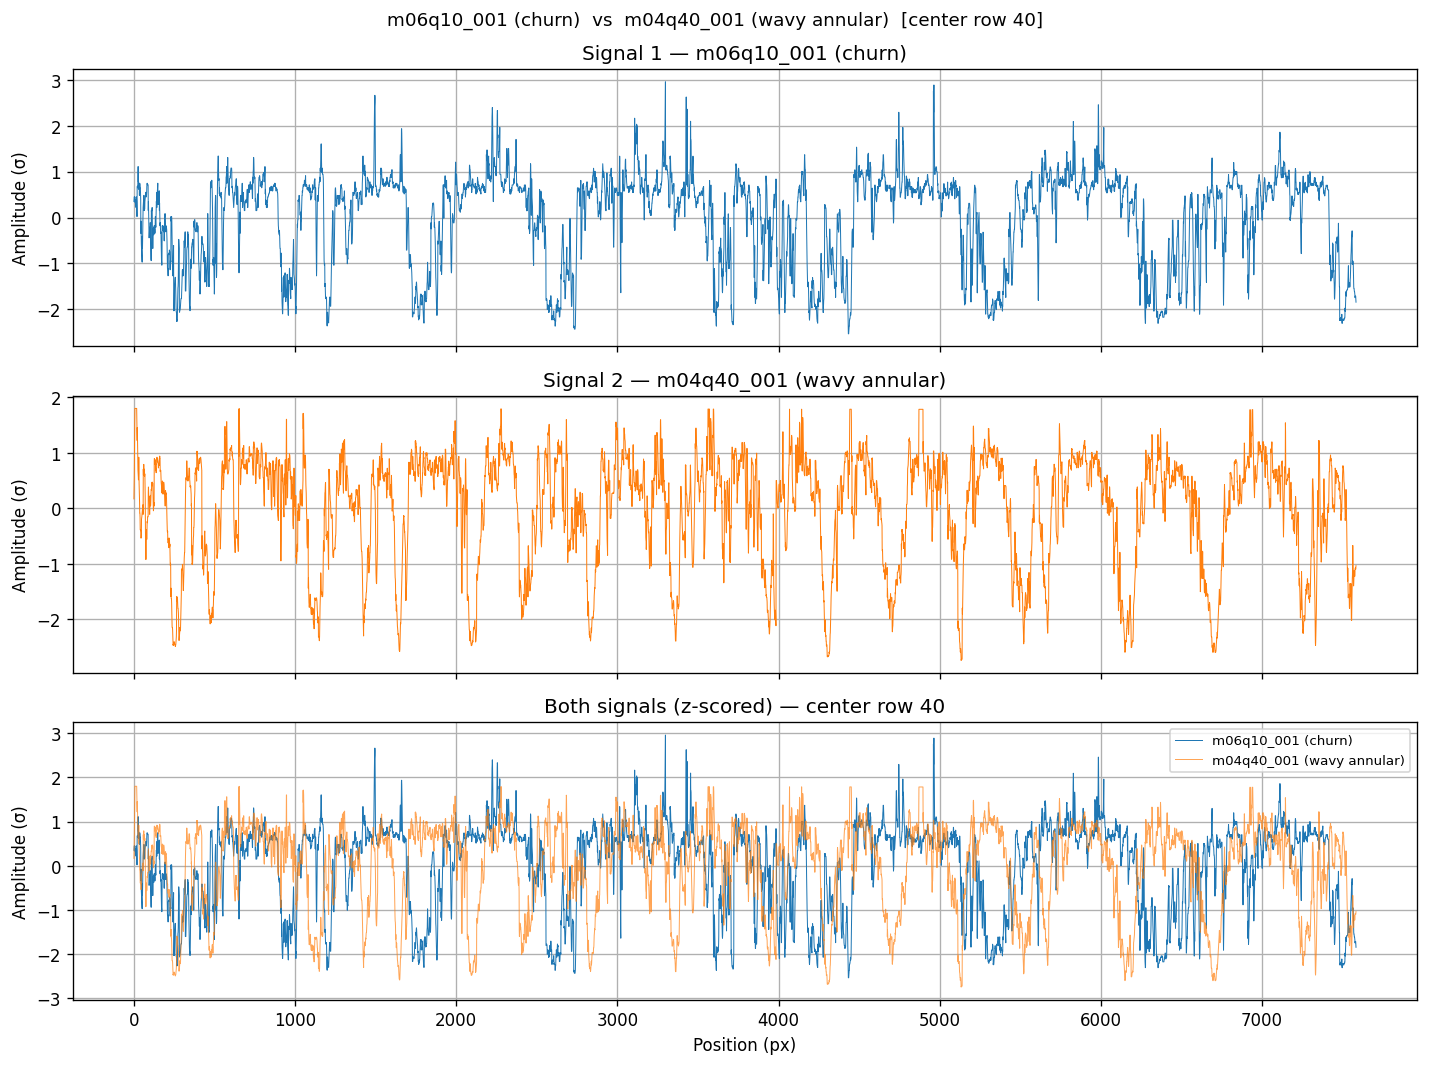 m06q10_001 (churn)  vs  m04q40_001 (wavy annular)  [center row 40]
Signal 1 — m06q10_001 (churn)
3
2
1
0
−1
−2
Amplitude (σ)
Signal 2 — m04q40_001 (wavy annular)
2
1
0
−1
−2
Amplitude (σ)
Both signals (z-scored) — center row 40
m06q10_001 (churn)
m04q40_001 (wavy annular)
3
2
1
0
−1
−2
−3
Amplitude (σ)
0 1000 2000 3000 4000 5000 6000 7000
Position (px)